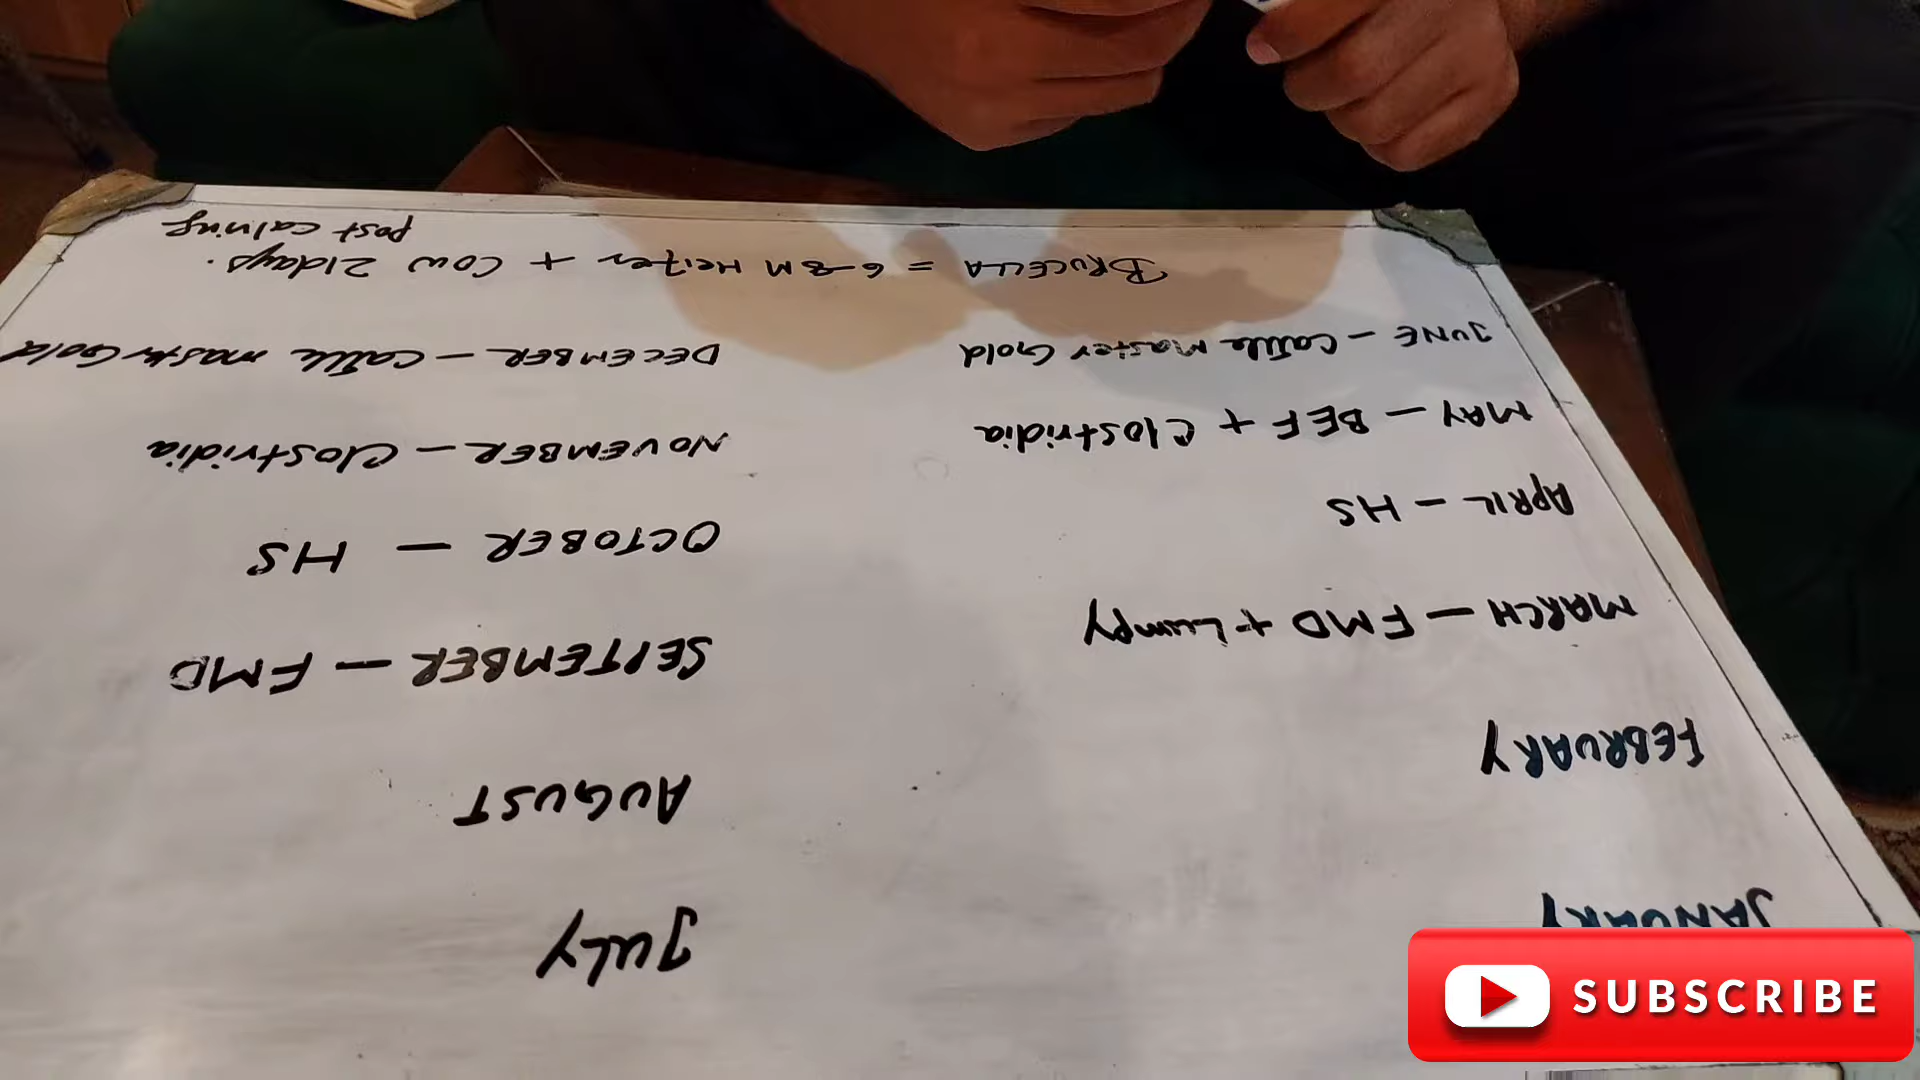 JANUARY
FEBRUARY
MARCH - FMD + Lumpy
APRIL - HS
MAY - BEF + Clostridia
JUNE - Cattle Master Gold
JULY
AUGUST
SEPTEMBER - FMD
OCTOBER - HS
NOVEMBER - Clostridia
DECEMBER - Cattle master Gold
BRUCELLA = 6-8M Heifer + Cow 21days.
post calving
SUBSCRIBE